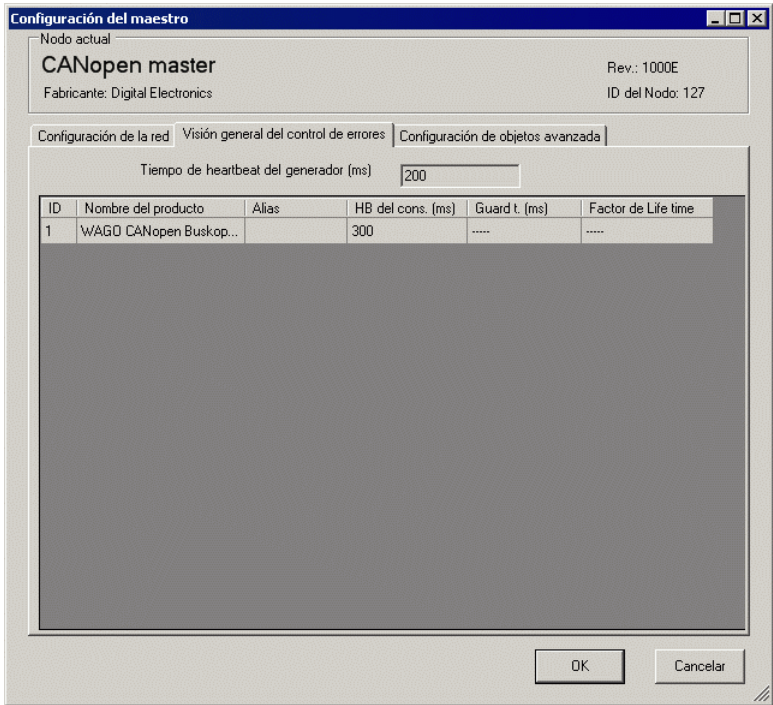 Configuración del maestro
Nodo actual
CANopen master
Rev.: 1000E
Fabricante: Digital Electronics
ID del Nodo: 127
Configuración de la red
Visión general del control de errores
Configuración de objetos avanzada
Tiempo de heartbeat del generador (ms)
200
ID Nombre del producto Alias HB del cons. (ms) Guard t. (ms) Factor de Life time
1 WAGO CANopen Buskop... 300 ----- -----
OK
Cancelar